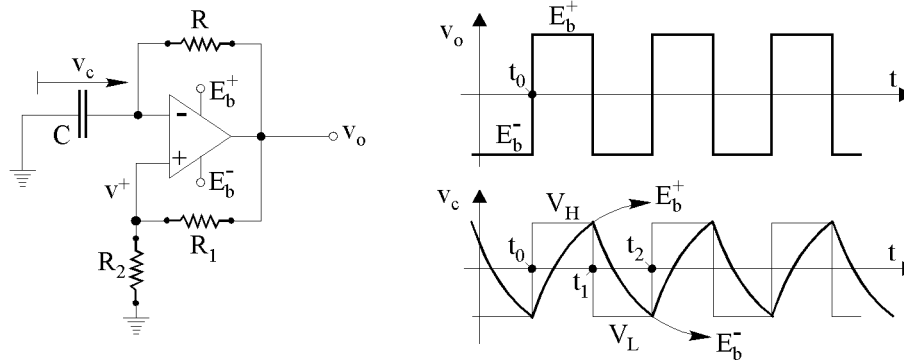 R
v_c
E_b^+
C
-
+
v_o
E_b^-
v^+
R_1
R_2
E_b^+
v_o
t_0
t
E_b^-
v_c
V_H
E_b^+
t_0
t_2
t
t_1
V_L
E_b^-